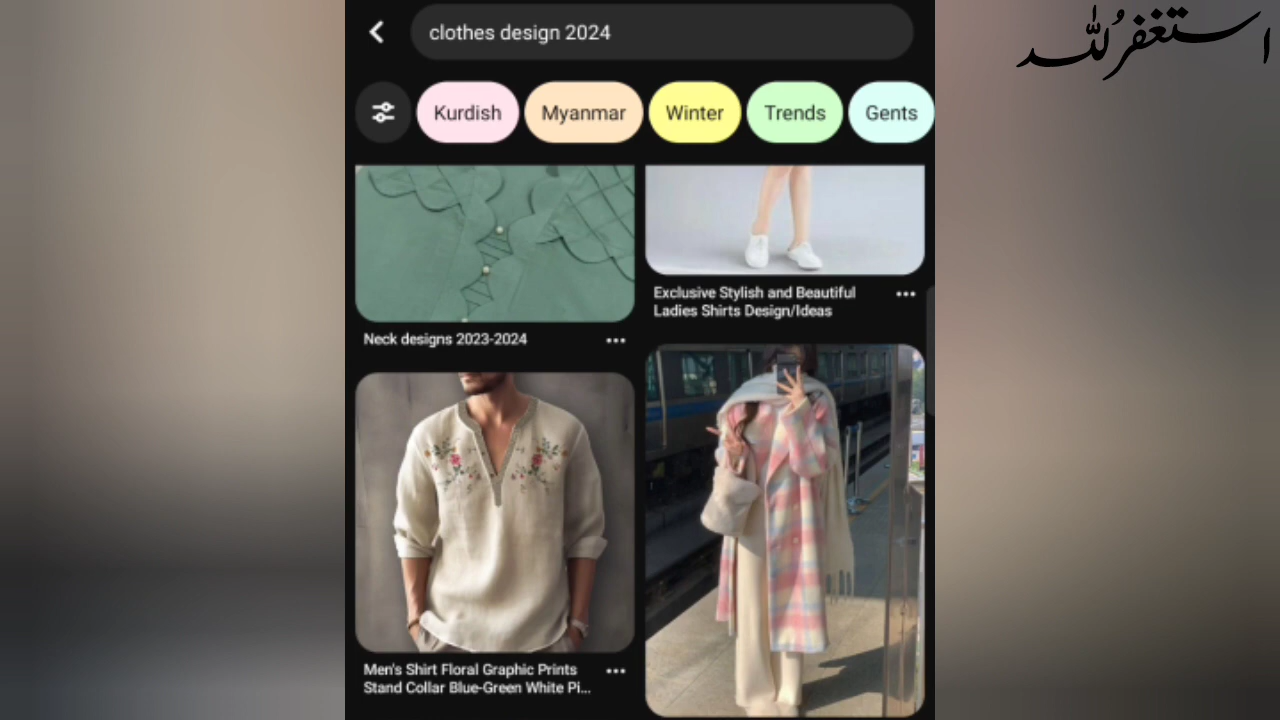 clothes design 2024
استغفرُللہ
Kurdish
Myanmar
Winter
Trends
Gents
Exclusive Stylish and Beautiful
Ladies Shirts Design/Ideas
Neck designs 2023-2024
Men's Shirt Floral Graphic Prints
Stand Collar Blue-Green White Pi...